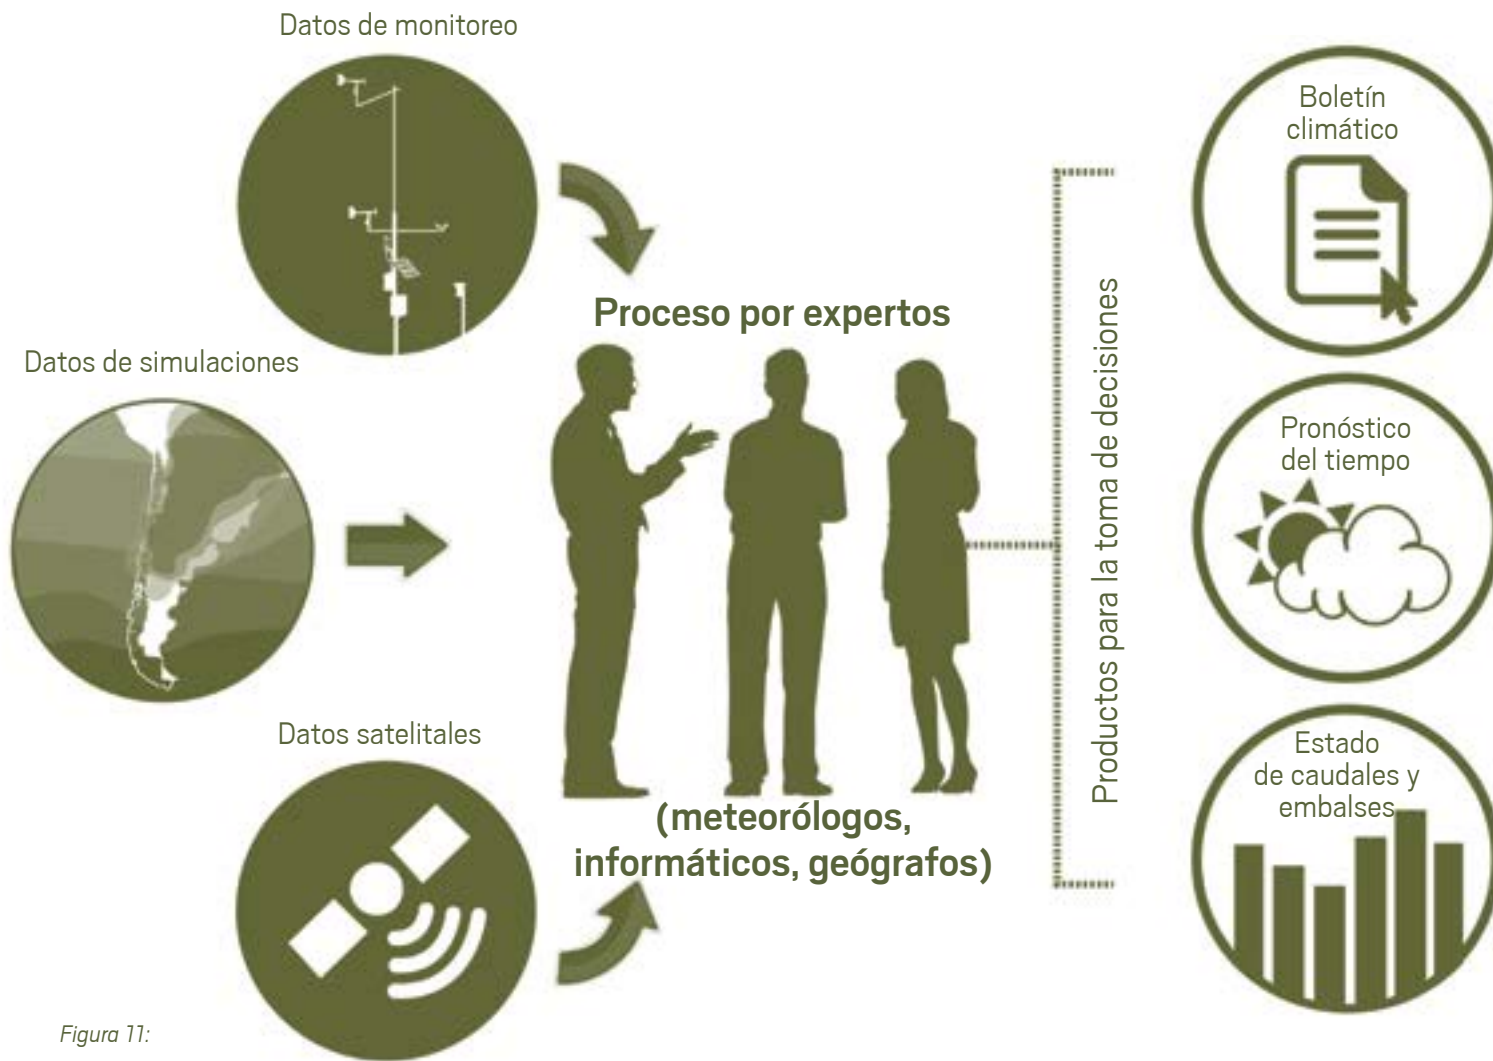 Datos de monitoreo
Datos de simulaciones
Datos satelitales
Proceso por expertos
(meteorólogos,
informáticos, geógrafos)
Productos para la toma de decisiones
Boletín
climático
Pronóstico
del tiempo
Estado
de caudales y
embalses
Figura 11: